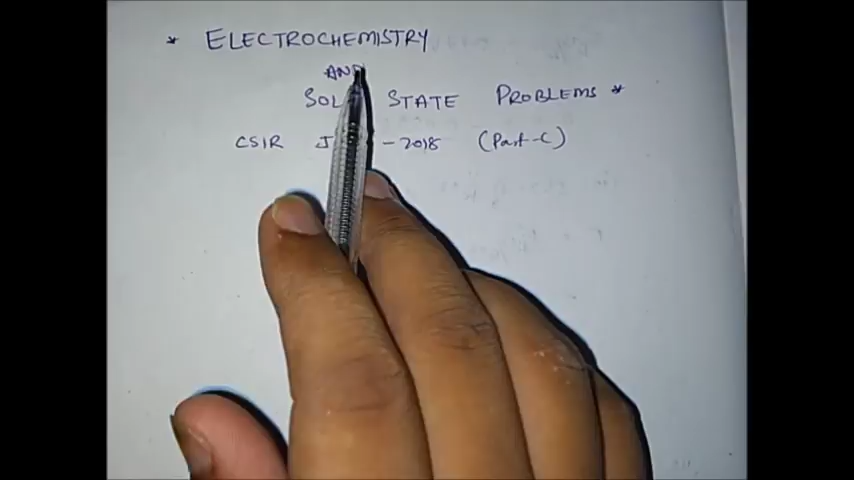 * ELECTROCHEMISTRY
AND
STATE PROBLEMS *
CSIR -2018 (Part-C)